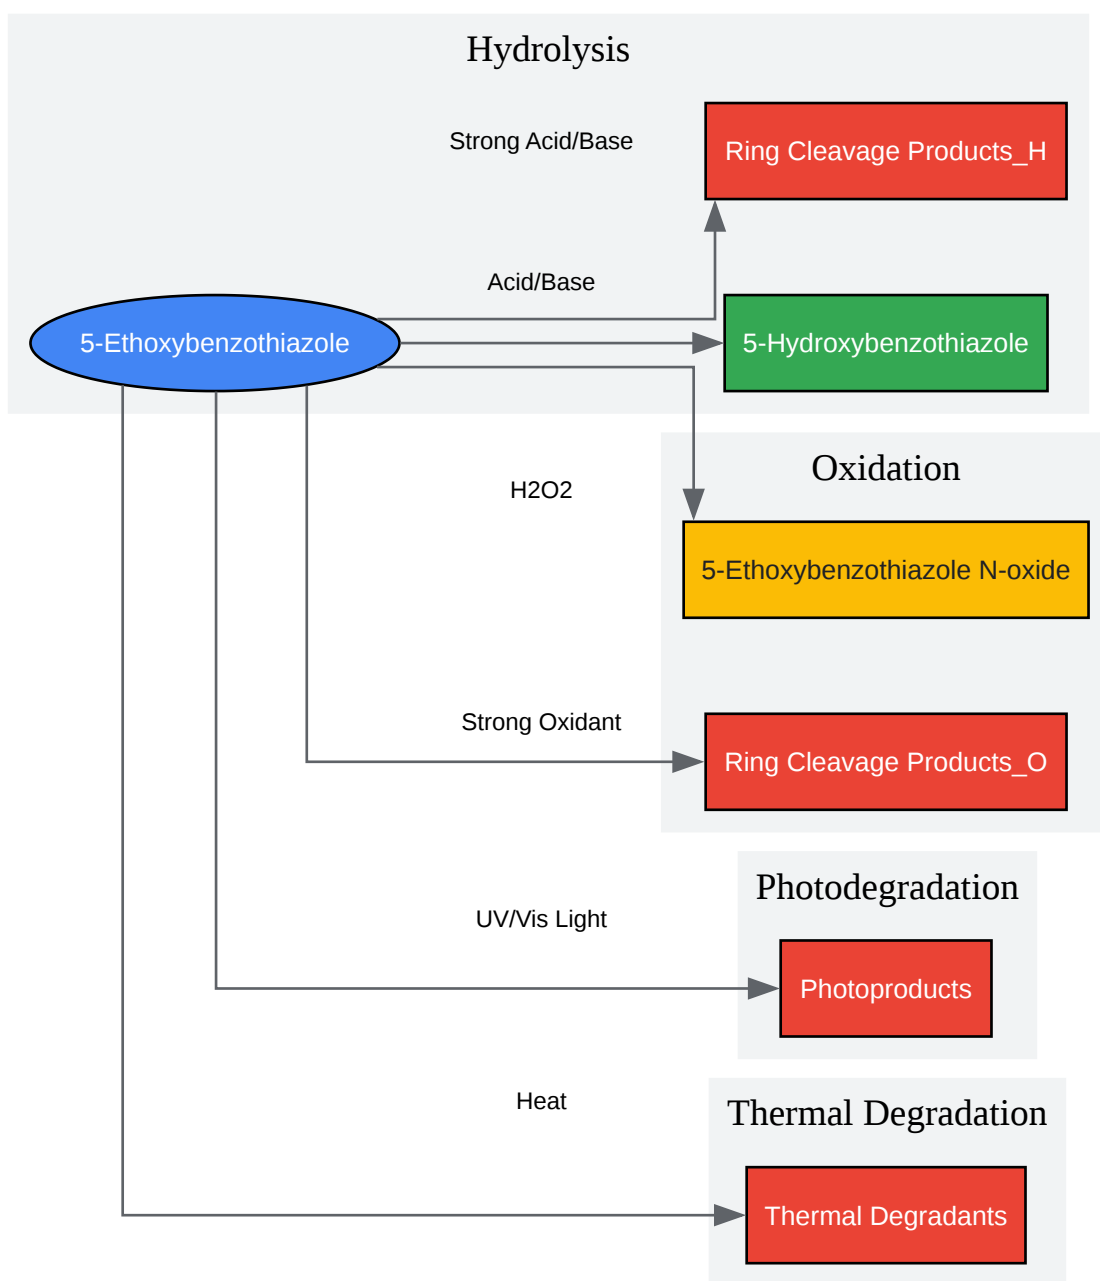 Hydrolysis
Strong Acid/Base
Ring Cleavage Products_H
Acid/Base
5-Ethoxybenzothiazole
5-Hydroxybenzothiazole
Oxidation
H2O2
5-Ethoxybenzothiazole N-oxide
Strong Oxidant
Ring Cleavage Products_O
Photodegradation
UV/Vis Light
Photoproducts
Heat
Thermal Degradation
Thermal Degradants